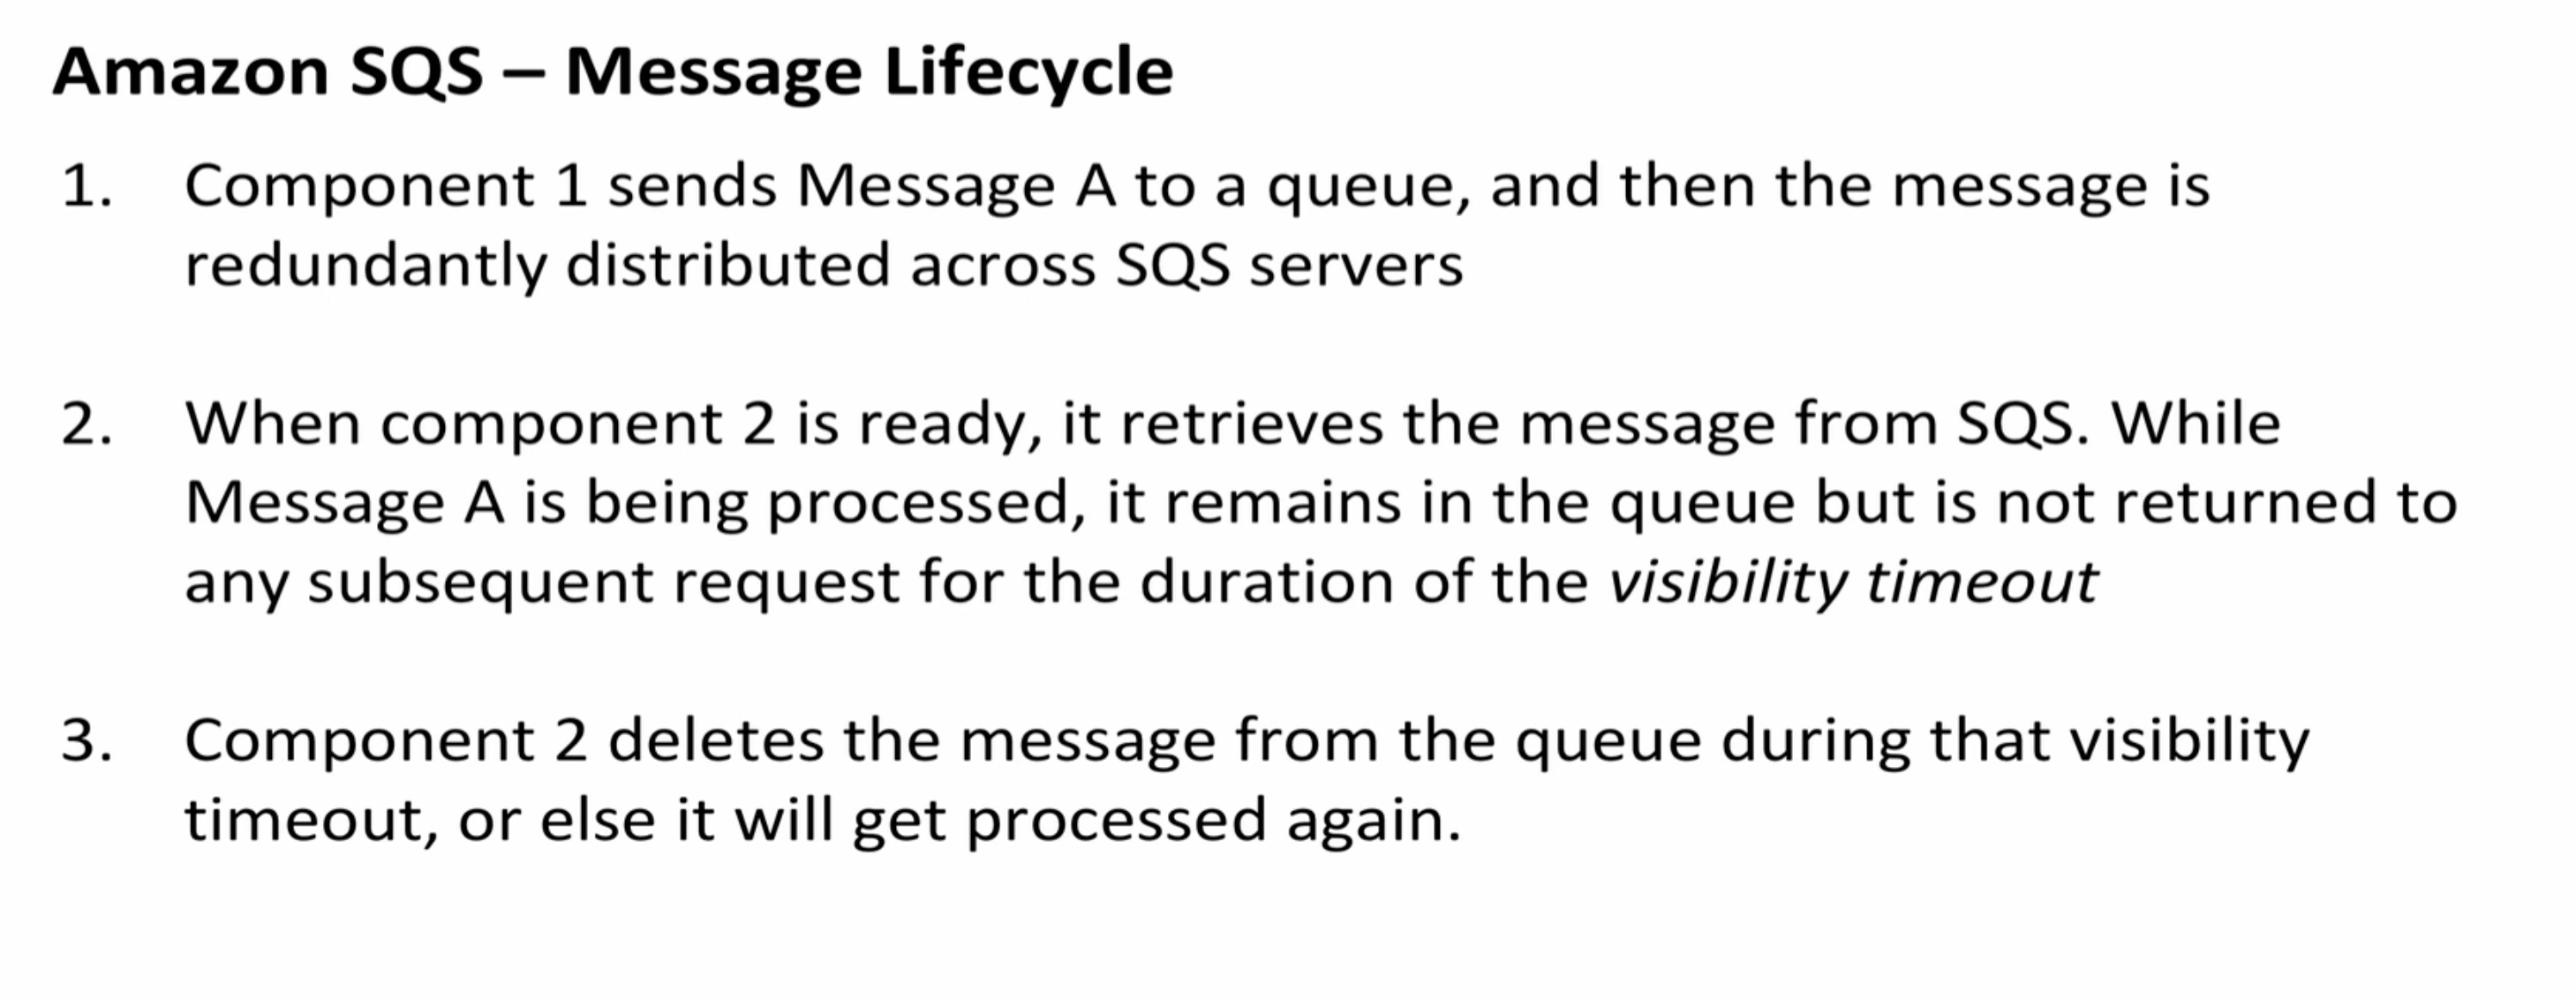 Amazon SQS – Message Lifecycle
1. Component 1 sends Message A to a queue, and then the message is
redundantly distributed across SQS servers
2. When component 2 is ready, it retrieves the message from SQS. While
Message A is being processed, it remains in the queue but is not returned to
any subsequent request for the duration of the visibility timeout
3. Component 2 deletes the message from the queue during that visibility
timeout, or else it will get processed again.